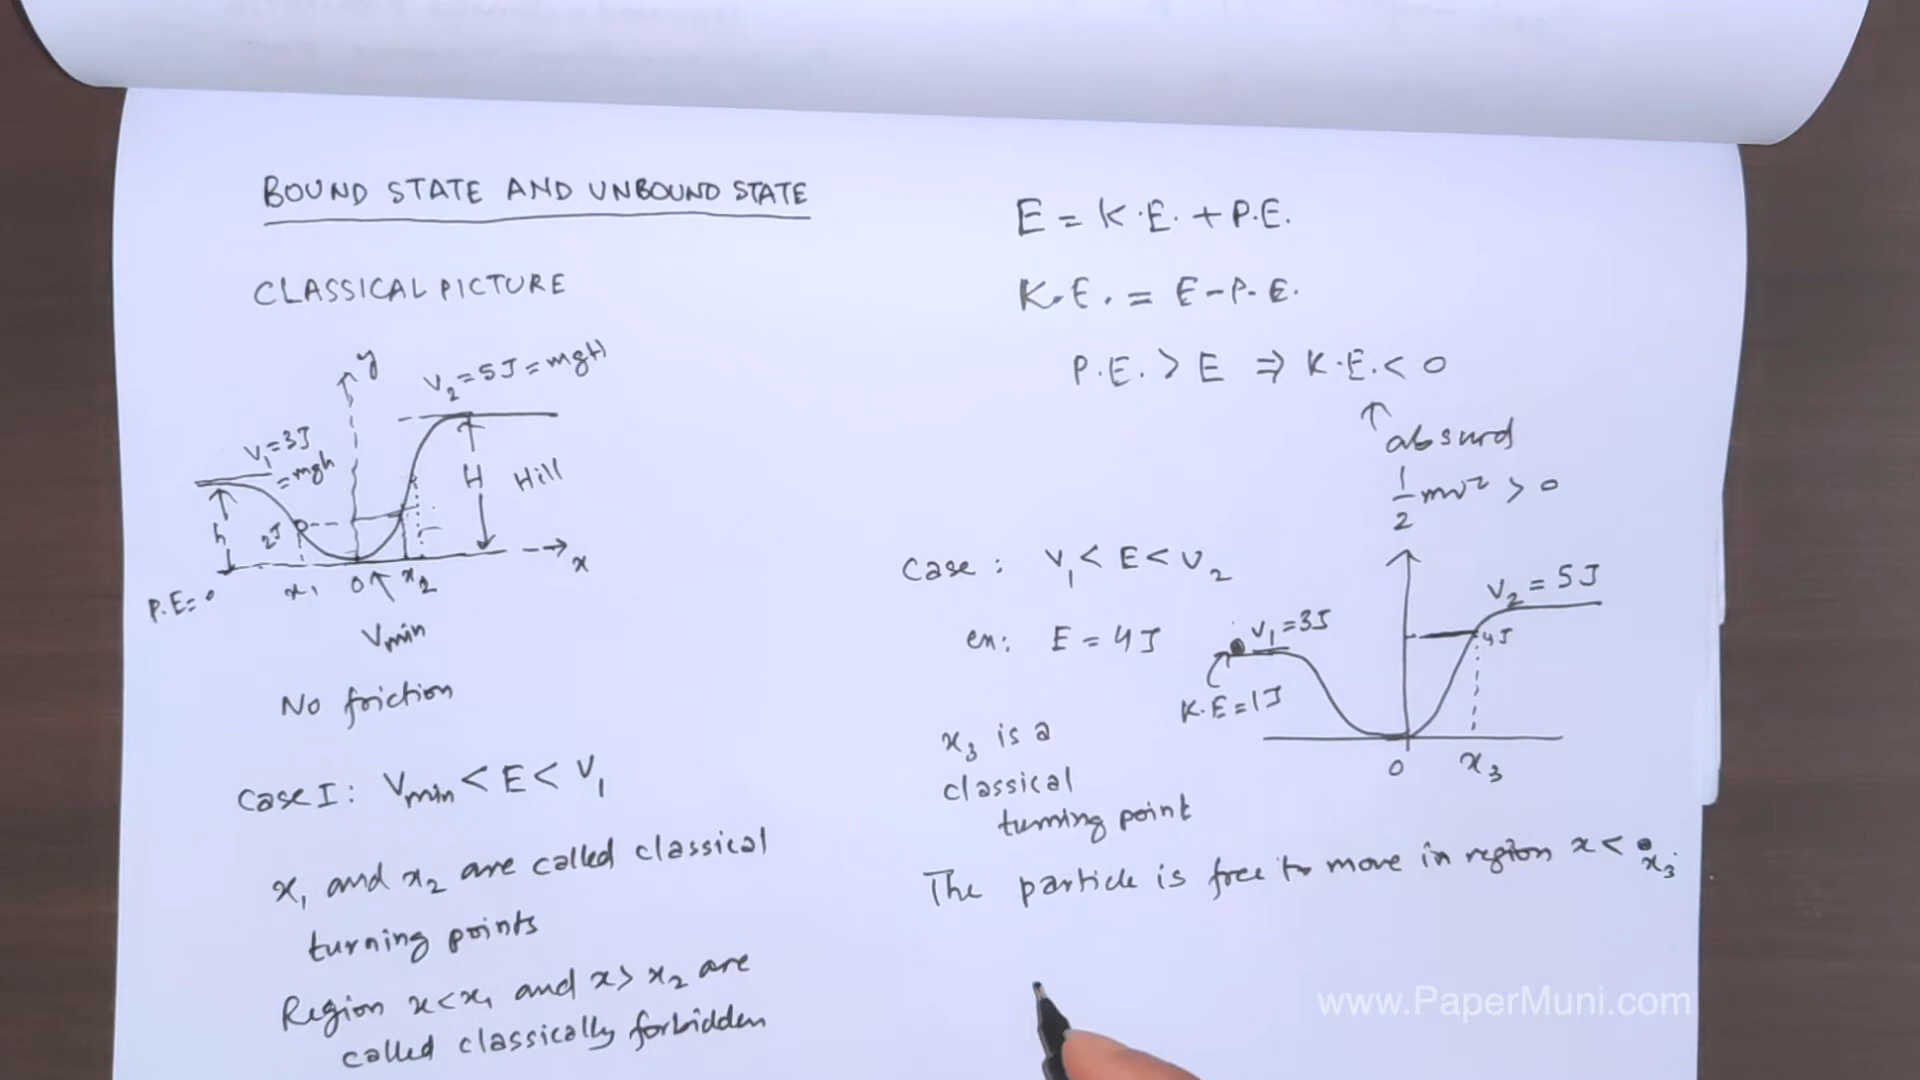 BOUND STATE AND UNBOUND STATE
CLASSICAL PICTURE
y
V₂ = 5J = mgH
V₁ = 3J
= mgh
H
Hill
h
2J
x
P.E = 0
x₁
0
x₂
Vmin
No friction
Case I : Vmin < E < V₁
x₁ and x₂ are called classical
turning points
Region x < x₁ and x > x₂ are
called classically forbidden
E = K.E. + P.E.
K.E. = E - P.E.
P.E. > E ⇒ K.E. < 0
↑
absurd
1/2 mv² > 0
Case : V₁ < E < V₂
ex: E = 4J
V₁ = 3J
V₂ = 5J
4J
K.E = 1J
0
x₃
x₃ is a
classical
turning point
The particle is free to move in region x < x₃
www.PaperMuni.com